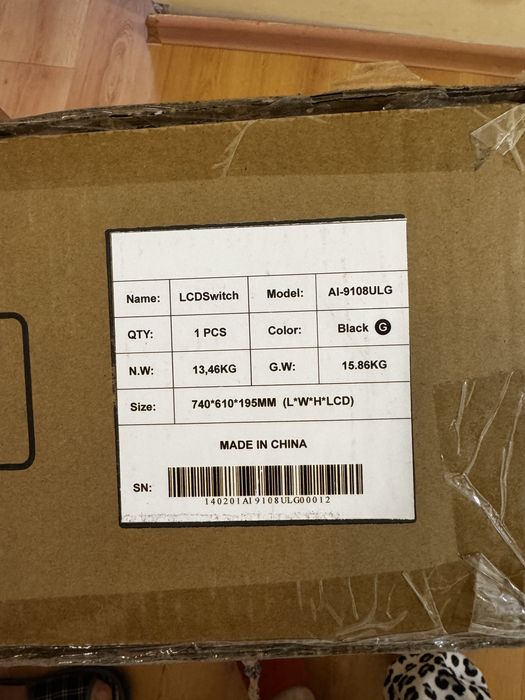 Name: LCDSwitch Model: AI-9108ULG
QTY: 1 PCS Color: Black G
N.W: 13,46KG G.W: 15.86KG
Size: 740*610*195MM (L*W*H*LCD)
MADE IN CHINA
SN:
140201AI9108ULG00012